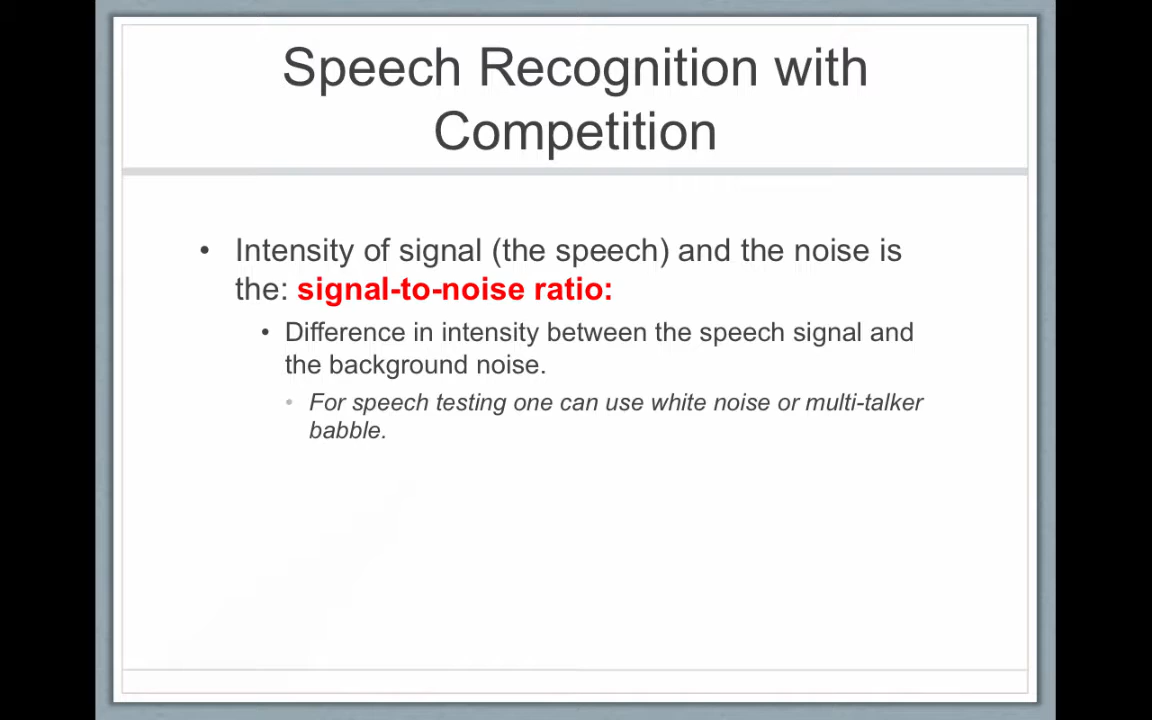 Speech Recognition with
Competition
• Intensity of signal (the speech) and the noise is
the: signal-to-noise ratio:
• Difference in intensity between the speech signal and
the background noise.
• For speech testing one can use white noise or multi-talker
babble.